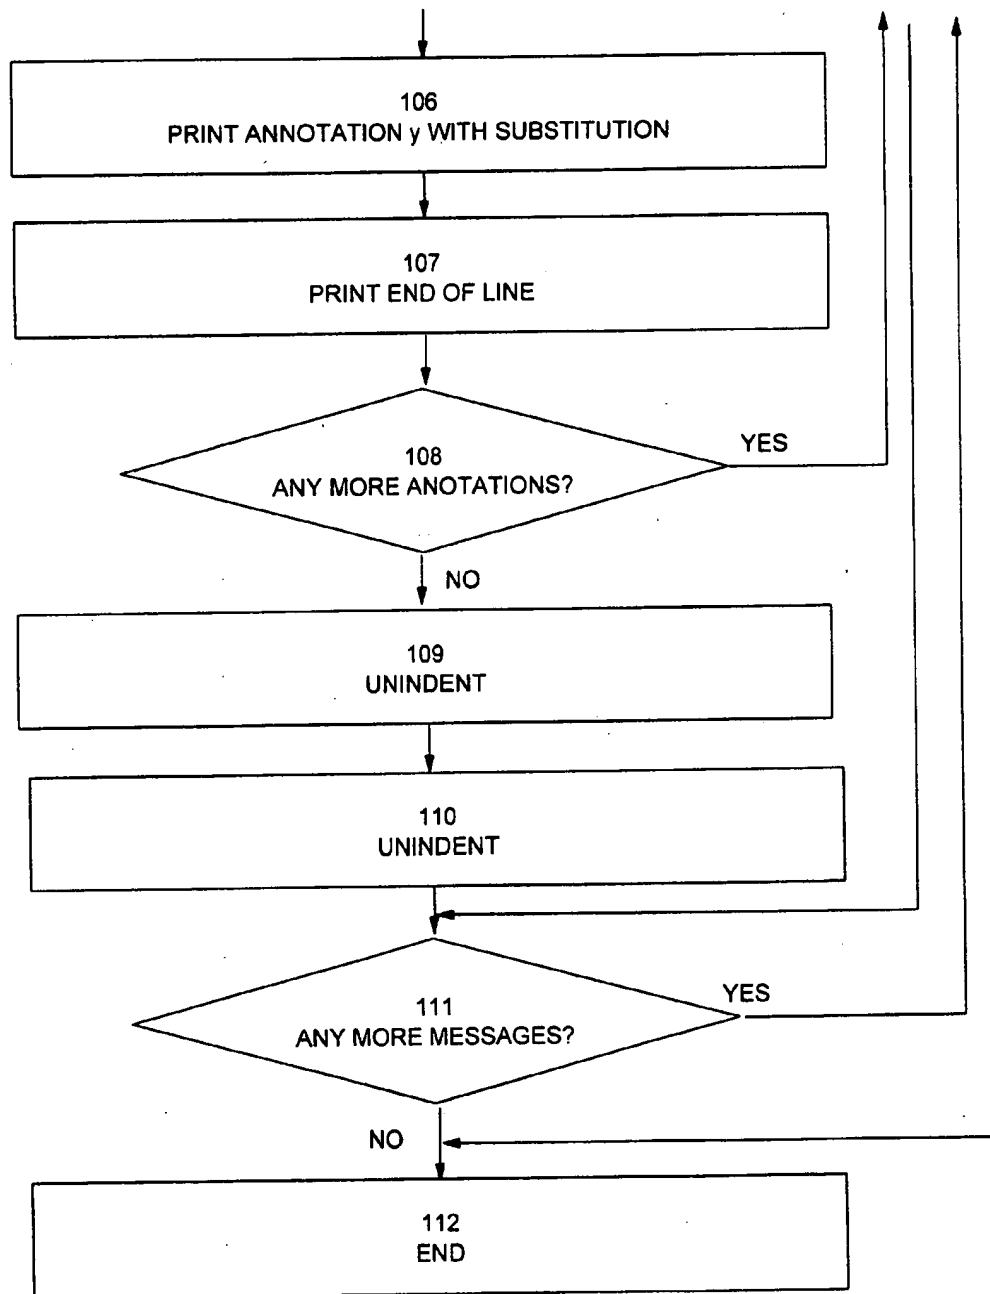 106
PRINT ANNOTATION y WITH SUBSTITUTION
107
PRINT END OF LINE
108
ANY MORE ANOTATIONS?
YES
NO
109
UNINDENT
110
UNINDENT
111
ANY MORE MESSAGES?
YES
NO
112
END